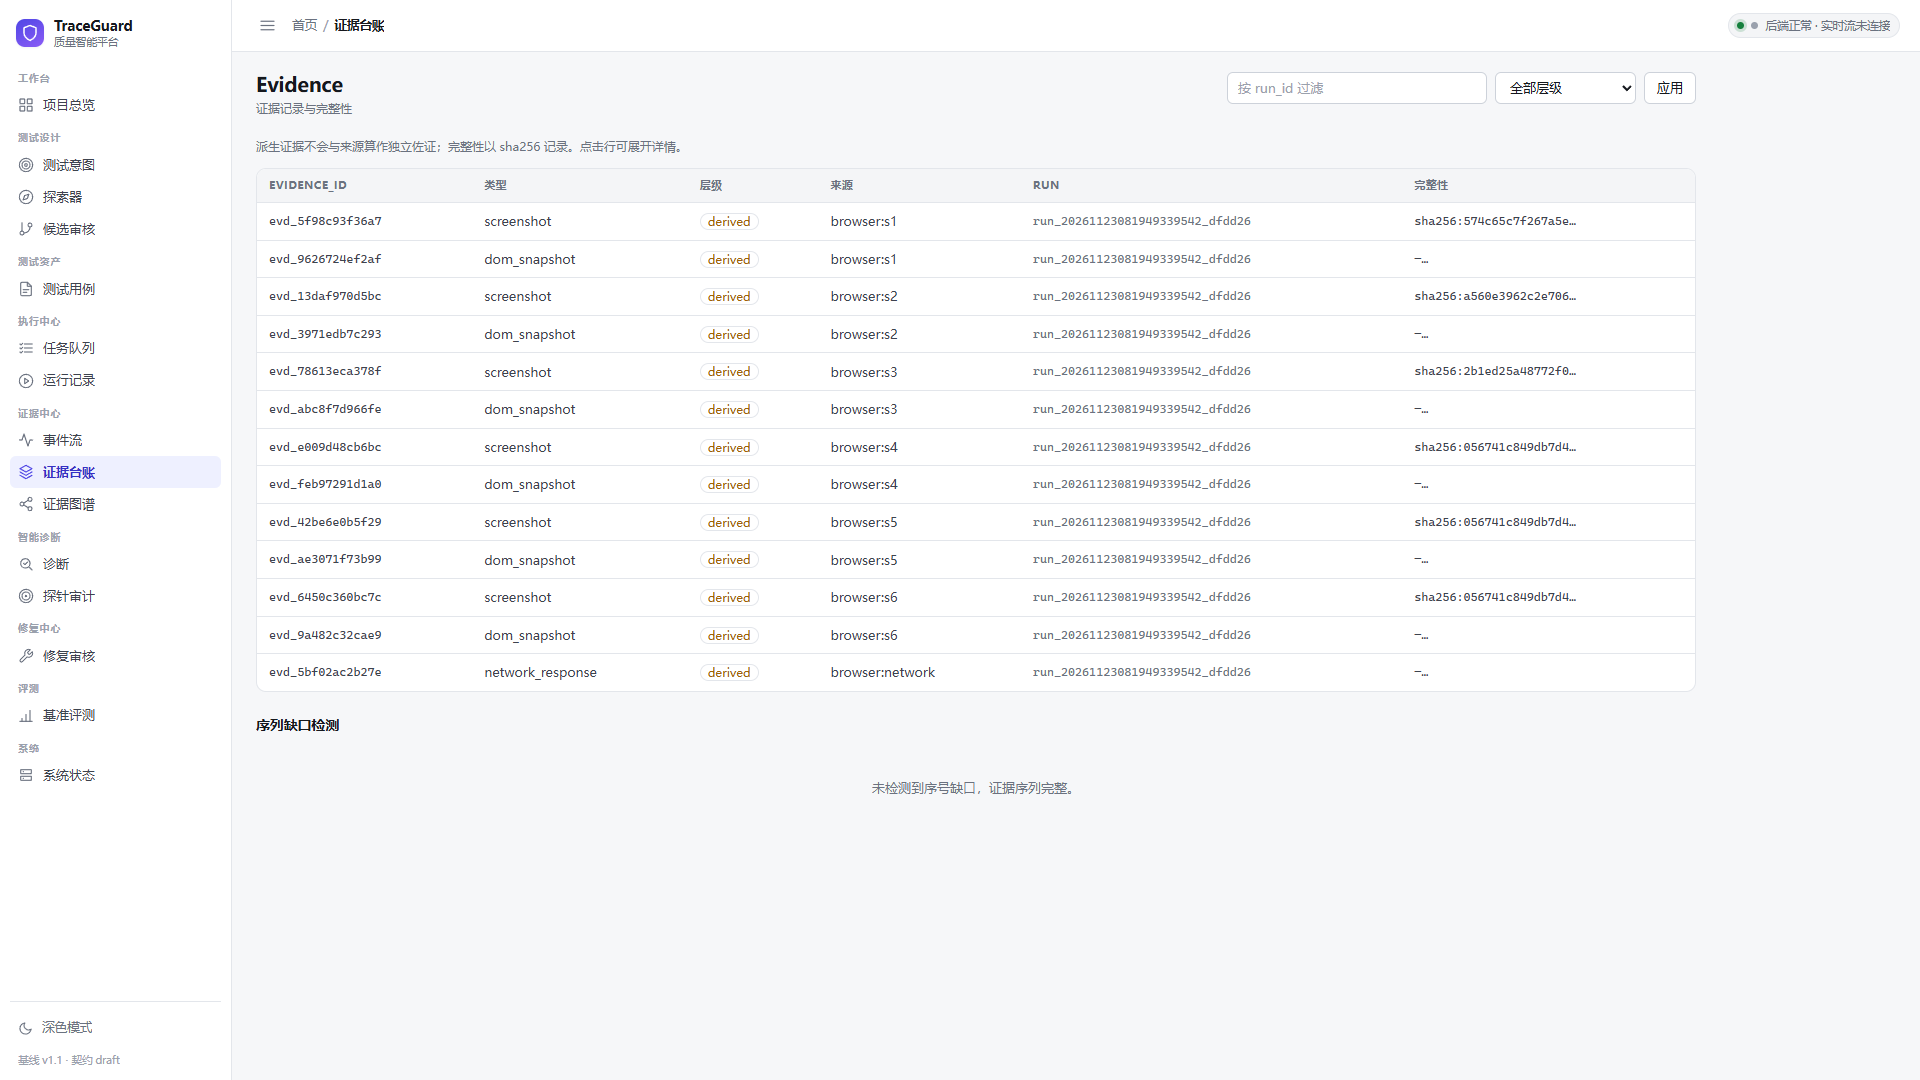 TraceGuard
质量智能平台
工作台
项目总览
测试设计
测试意图
探索器
候选审核
测试资产
测试用例
执行中心
任务队列
运行记录
证据中心
事件流
证据台账
证据图谱
智能诊断
诊断
探针审计
修复中心
修复审核
评测
基准评测
系统
系统状态
深色模式
基线 v1.1 · 契约 draft
首页 / 证据台账
后端正常 · 实时流未连接
Evidence
证据记录与完整性
按 run_id 过滤
全部层级
应用
派生证据不会与来源算作独立佐证；完整性以 sha256 记录。点击行可展开详情。
EVIDENCE_ID 类型 层级 来源 RUN 完整性
evd_5f98c93f36a7 screenshot derived browser:s1 run_20261123081949339542_dfdd26 sha256:574c65c7f267a5e…
evd_9626724ef2af dom_snapshot derived browser:s1 run_20261123081949339542_dfdd26 —…
evd_13daf970d5bc screenshot derived browser:s2 run_20261123081949339542_dfdd26 sha256:a560e3962c2e706…
evd_3971edb7c293 dom_snapshot derived browser:s2 run_20261123081949339542_dfdd26 —…
evd_78613eca378f screenshot derived browser:s3 run_20261123081949339542_dfdd26 sha256:2b1ed25a48772f0…
evd_abc8f7d966fe dom_snapshot derived browser:s3 run_20261123081949339542_dfdd26 —…
evd_e009d48cb6bc screenshot derived browser:s4 run_20261123081949339542_dfdd26 sha256:056741c849db7d4…
evd_feb97291d1a0 dom_snapshot derived browser:s4 run_20261123081949339542_dfdd26 —…
evd_42be6e0b5f29 screenshot derived browser:s5 run_20261123081949339542_dfdd26 sha256:056741c849db7d4…
evd_ae3071f73b99 dom_snapshot derived browser:s5 run_20261123081949339542_dfdd26 —…
evd_6450c360bc7c screenshot derived browser:s6 run_20261123081949339542_dfdd26 sha256:056741c849db7d4…
evd_9a482c32cae9 dom_snapshot derived browser:s6 run_20261123081949339542_dfdd26 —…
evd_5bf02ac2b27e network_response derived browser:network run_20261123081949339542_dfdd26 —…
序列缺口检测
未检测到序号缺口，证据序列完整。